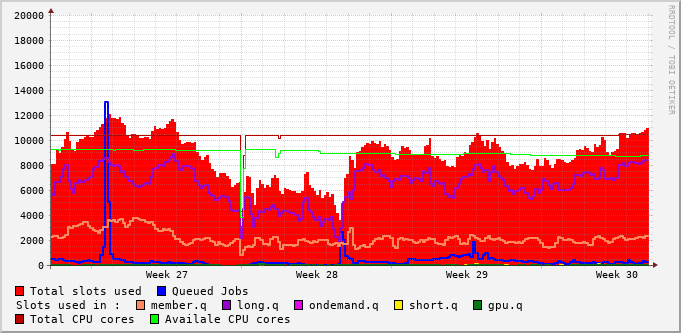 20000
18000
16000
14000
12000
10000
8000
6000
4000
2000
0
Week 27 Week 28 Week 29 Week 30
RRDTOOL / TOBI OETIKER
Total slots used Queued Jobs
Slots used in : member.q long.q ondemand.q short.q gpu.q
Total CPU cores Availale CPU cores